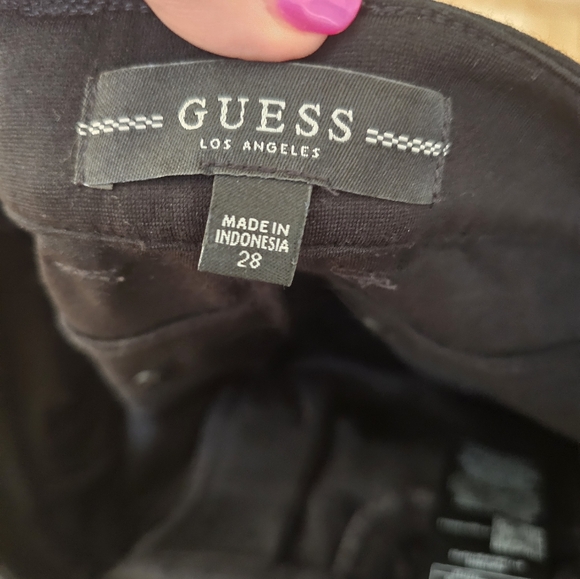 GUESS
LOS ANGELES
MADE IN
INDONESIA
28